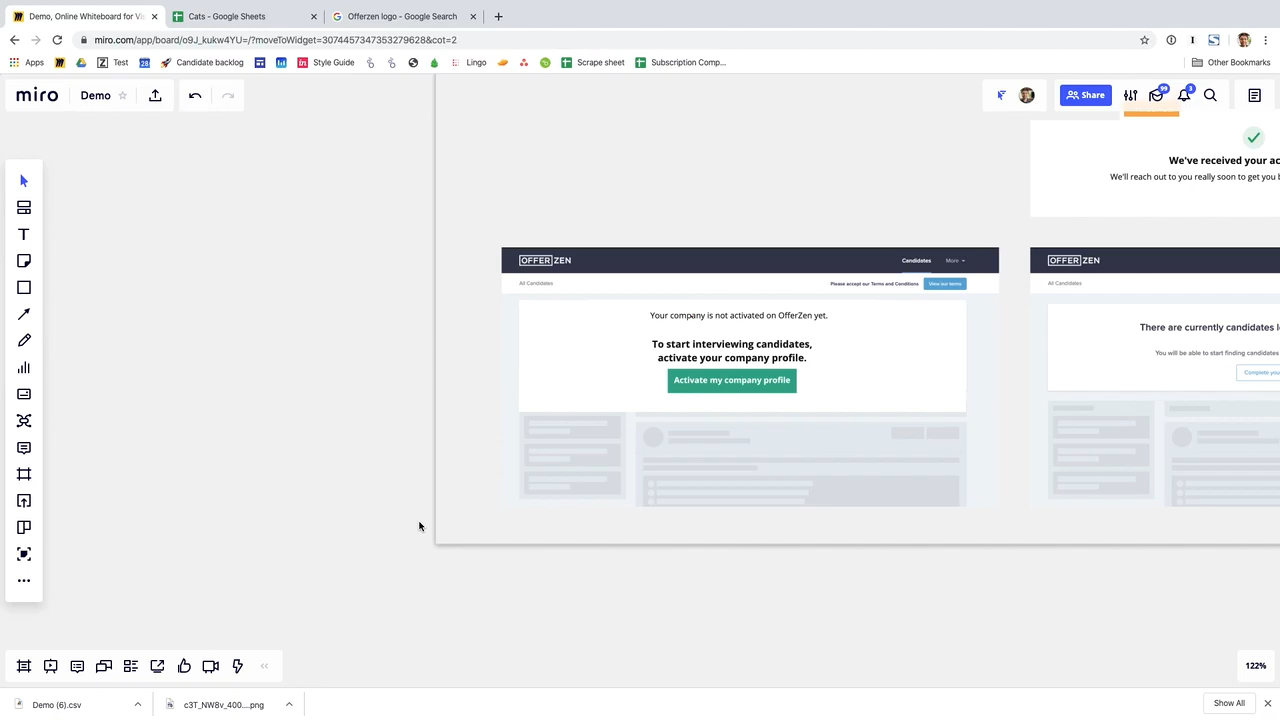 Demo, Online Whiteboard for Vi
Cats - Google Sheets
Offerzen logo - Google Search
miro.com/app/board/o9J_kukw4YU=/?moveToWidget=3074457347353279628&cot=2
Apps
Test
Candidate backlog
Style Guide
Lingo
Scrape sheet
Subscription Comp...
Other Bookmarks
miro
Demo
Share
99
3
We've received your ac
We'll reach out to you really soon to get you b
OFFERZEN
Candidates
More
OFFERZEN
All Candidates
Please accept our Terms and Conditions
View our terms
All Candidates
Your company is not activated on OfferZen yet.
To start interviewing candidates,
activate your company profile.
Activate my company profile
There are currently candidates l
You will be able to start finding candidates
Complete you
122%
Demo (6).csv
c3T_NW8v_400....png
Show All